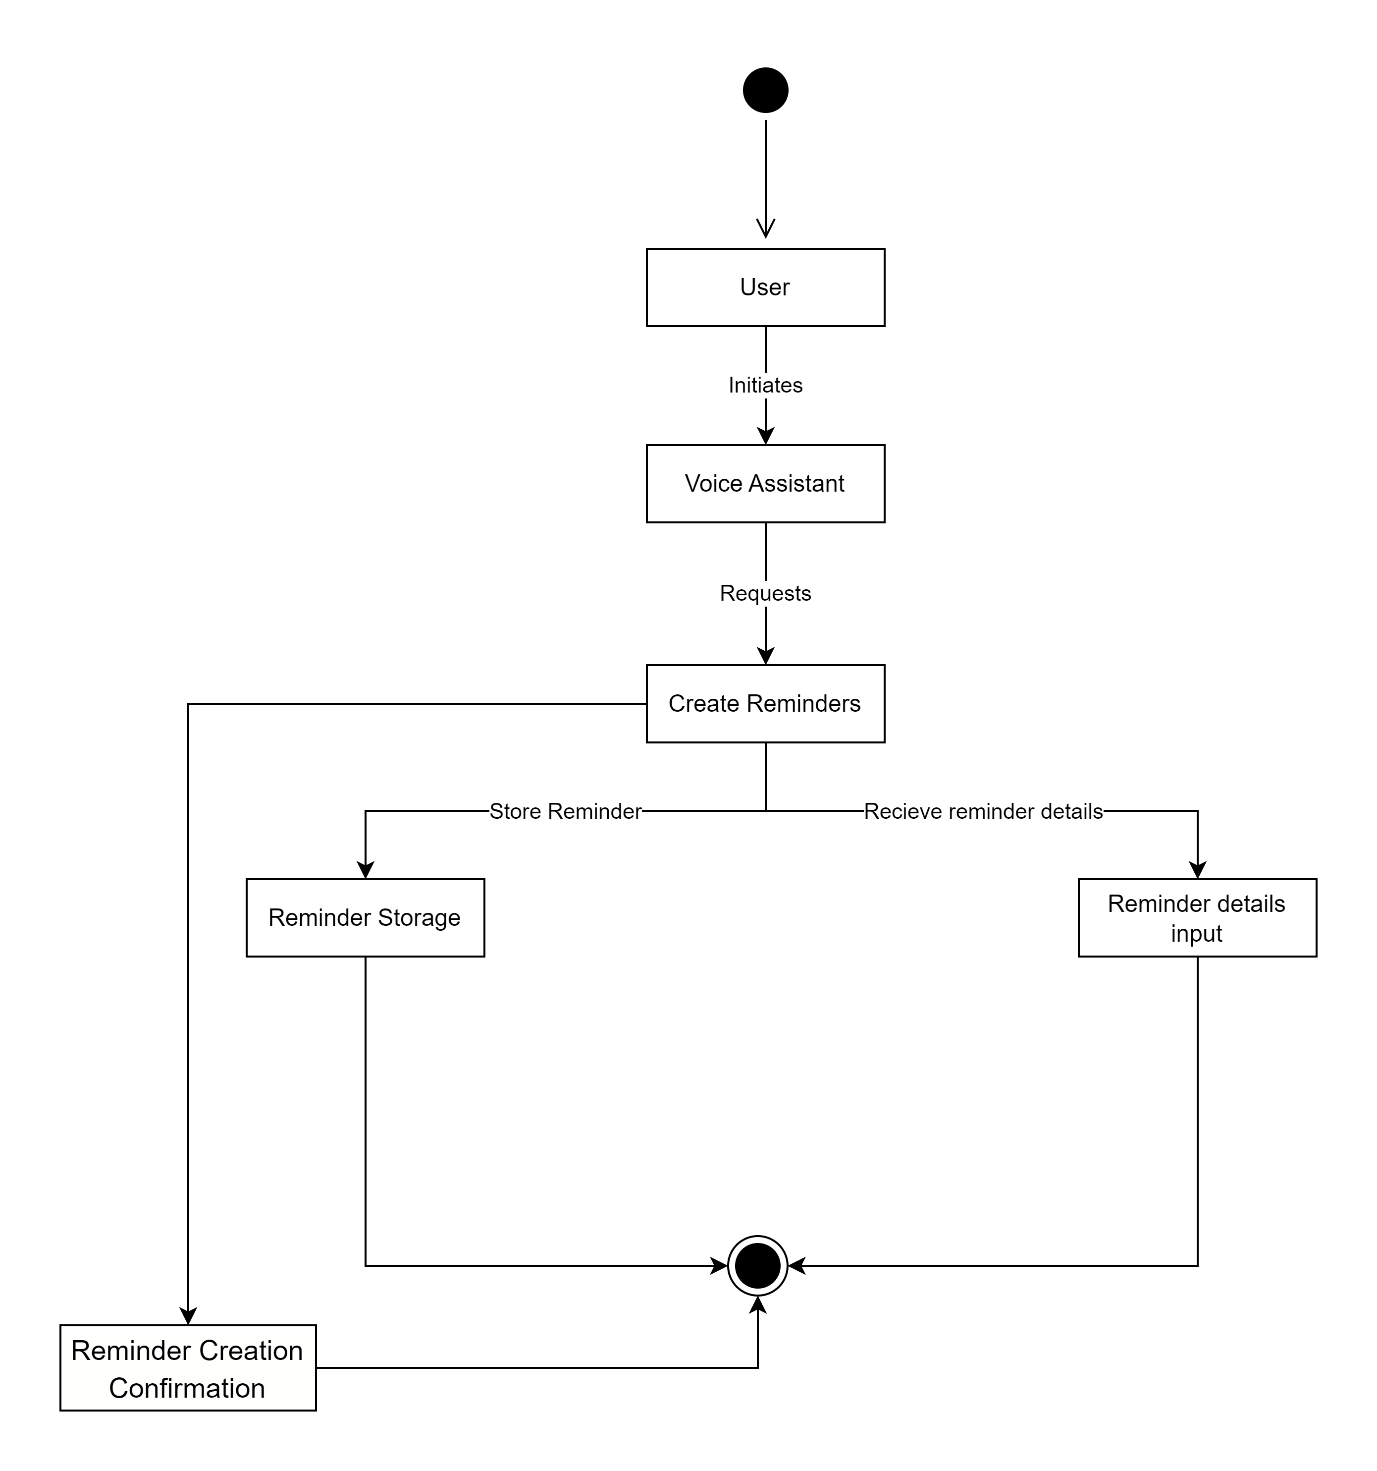 User
Initiates
Voice Assistant
Requests
Create Reminders
Store Reminder
Recieve reminder details
Reminder Storage
Reminder details
input
Reminder Creation
Confirmation